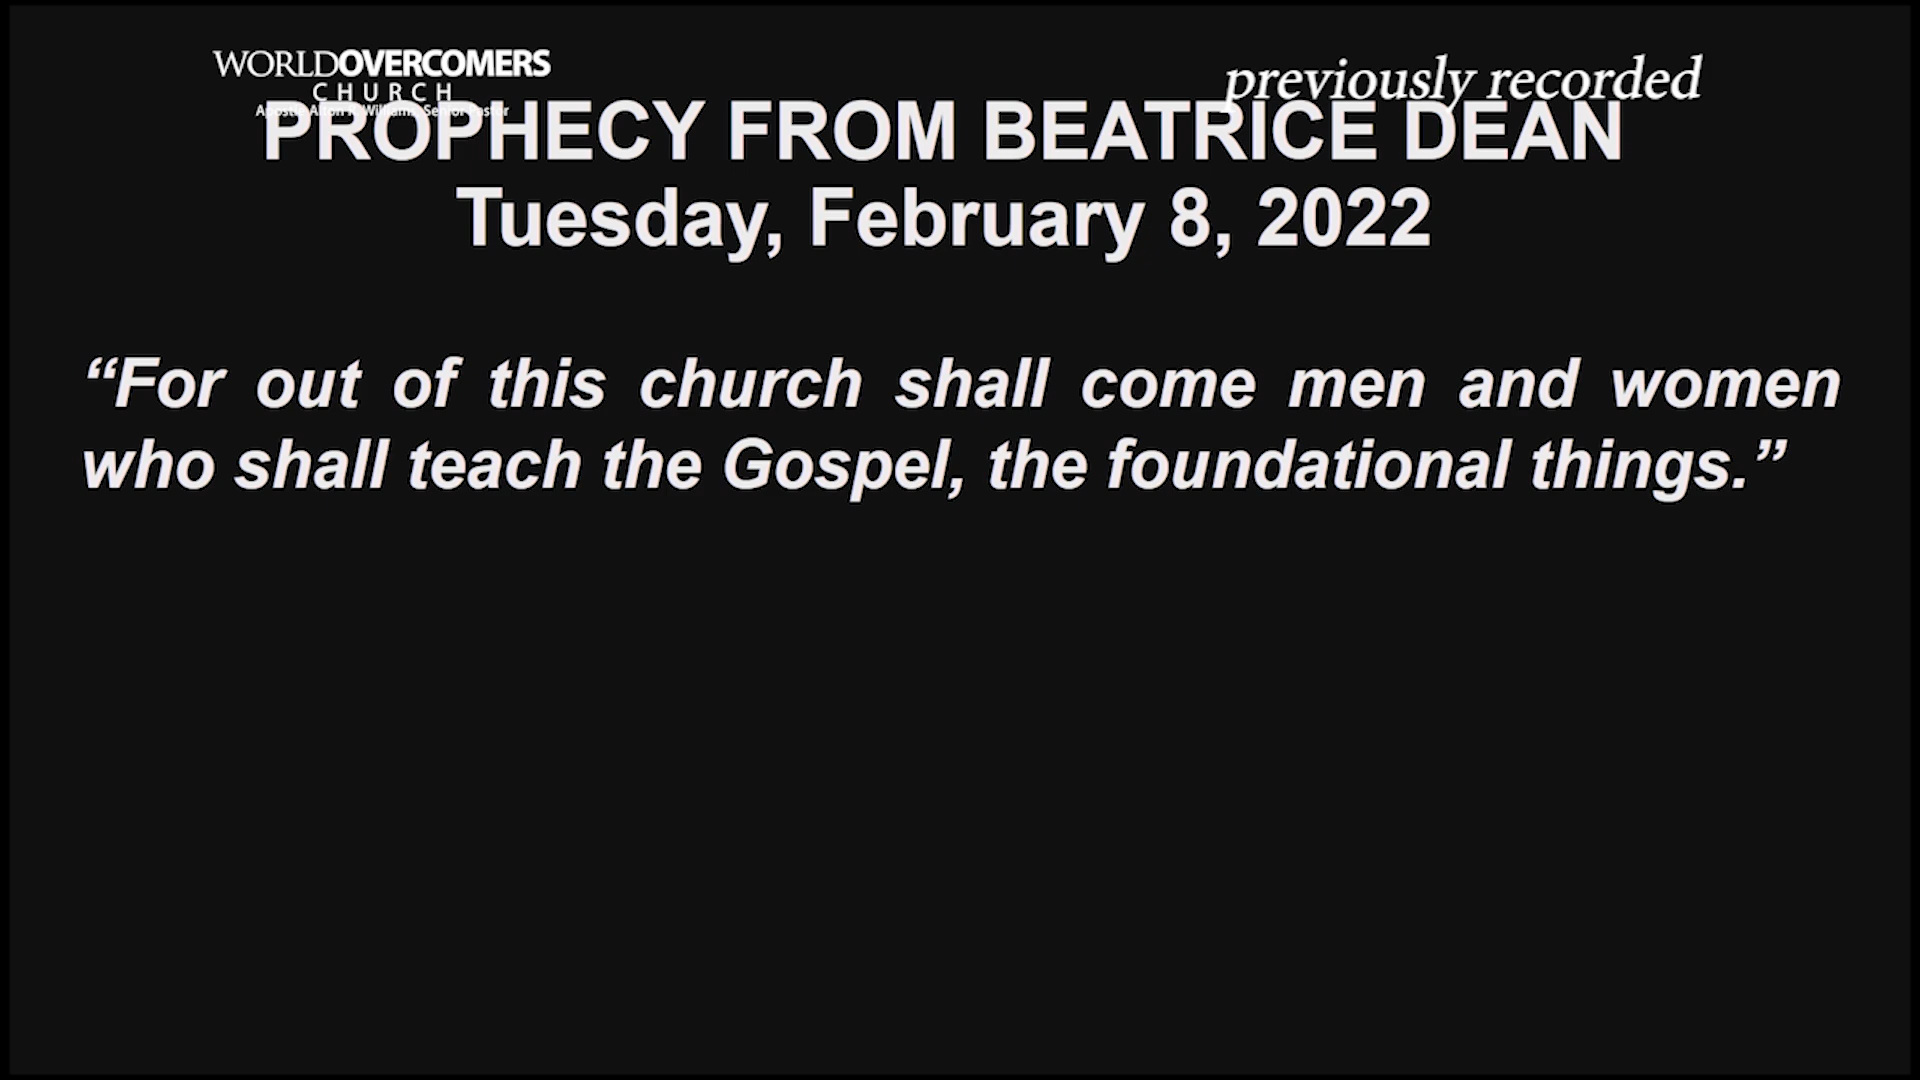 WORLDOVERCOMERS
CHURCH
previously recorded
PROPHECY FROM BEATRICE DEAN
Tuesday, February 8, 2022
“For out of this church shall come men and women
who shall teach the Gospel, the foundational things.”